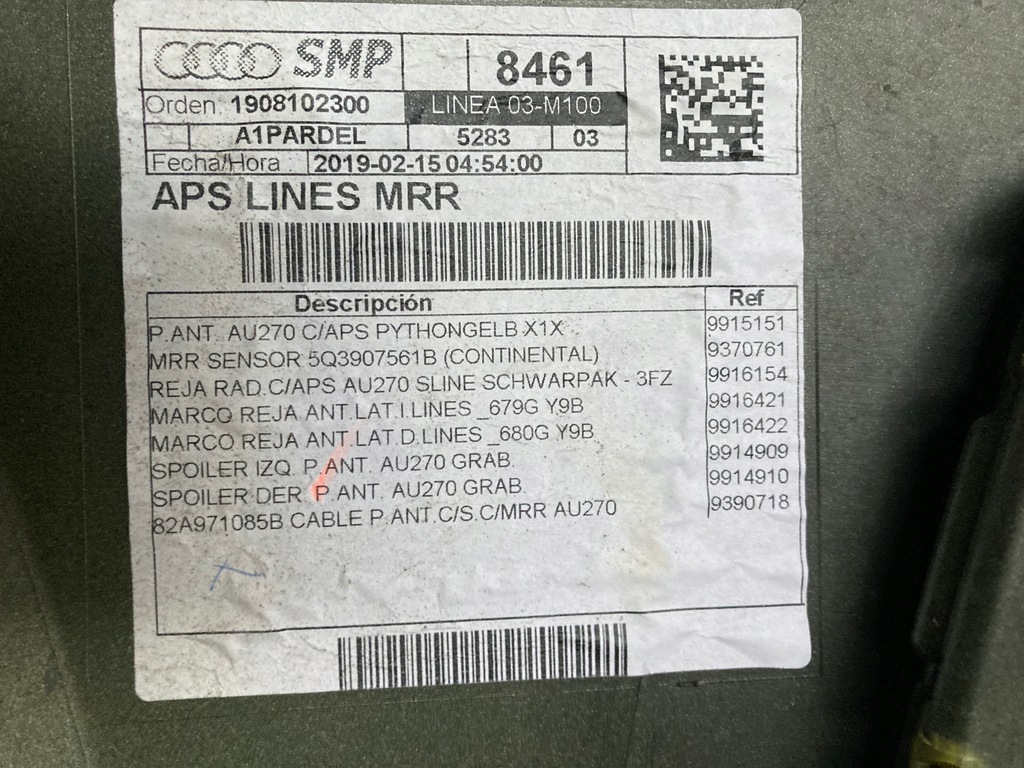 SMP
8461
Orden: 1908102300
LINEA 03-M100
A1PARDEL 5283 03
Fecha/Hora : 2019-02-15 04:54:00
APS LINES MRR
Descripción Ref
P.ANT. AU270 C/APS PYTHONGELB X1X 9915151
MRR SENSOR 5Q3907561B (CONTINENTAL) 9370761
REJA RAD.C/APS AU270 SLINE SCHWARPAK - 3FZ 9916154
MARCO REJA ANT.LAT.I.LINES _679G Y9B 9916421
MARCO REJA ANT.LAT.D.LINES _680G Y9B 9916422
SPOILER IZQ. P.ANT. AU270 GRAB. 9914909
SPOILER DER. P.ANT. AU270 GRAB. 9914910
82A971085B CABLE P.ANT.C/S.C/MRR AU270 9390718